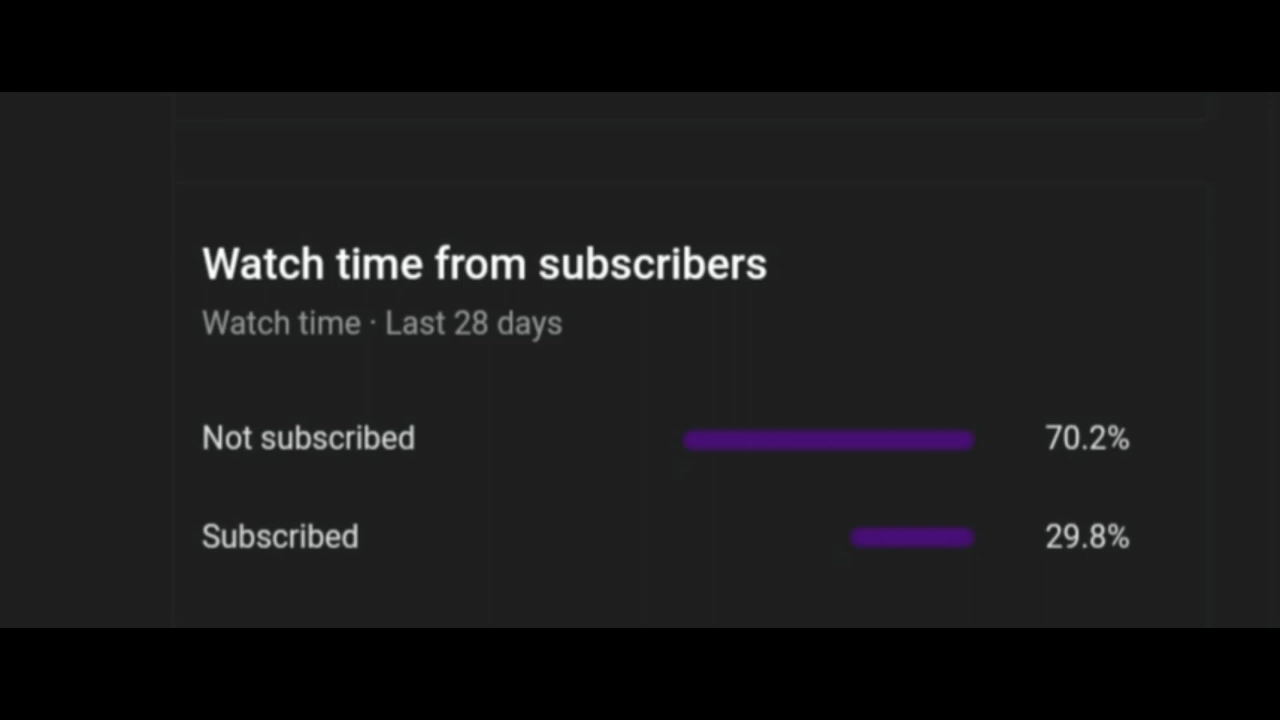 Watch time from subscribers
Watch time · Last 28 days
Not subscribed 70.2%
Subscribed 29.8%